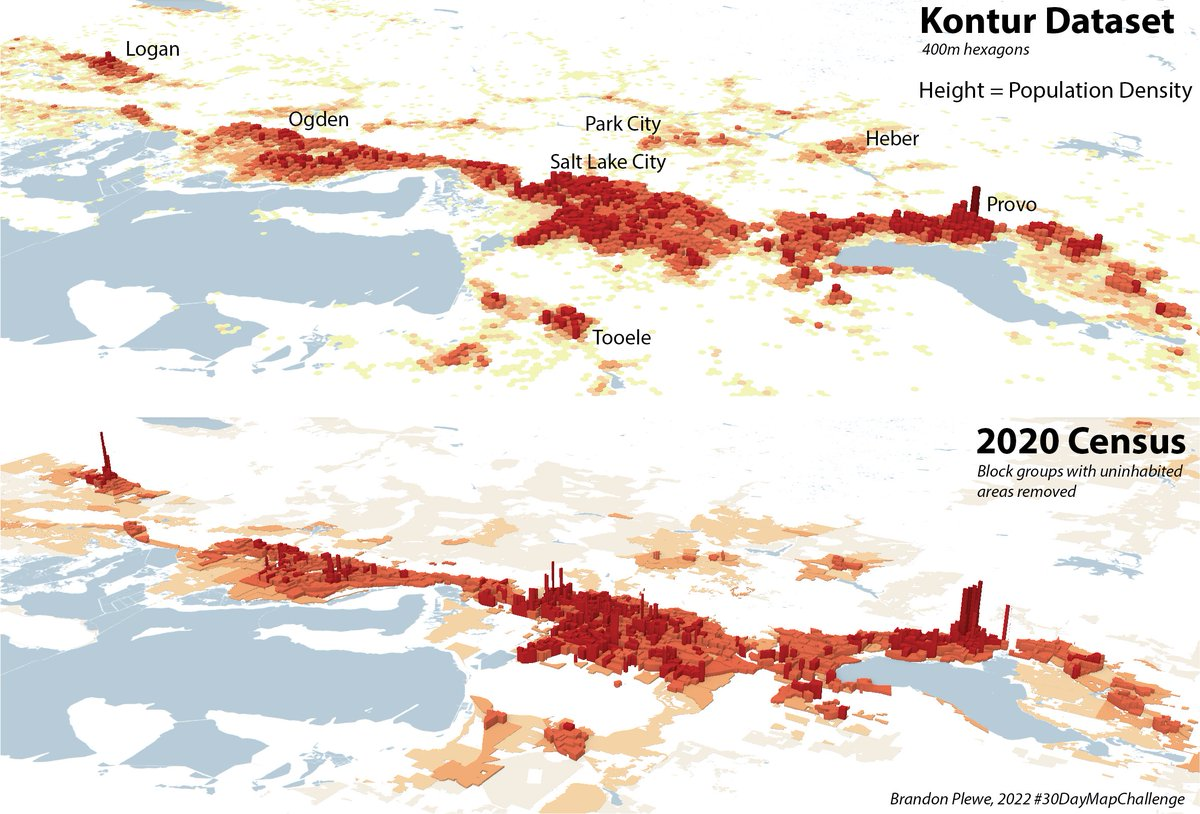 Kontur Dataset
400m hexagons
Height = Population Density
Logan
Ogden
Park City
Heber
Salt Lake City
Provo
Tooele
2020 Census
Block groups with uninhabited
areas removed
Brandon Plewe, 2022 #30DayMapChallenge